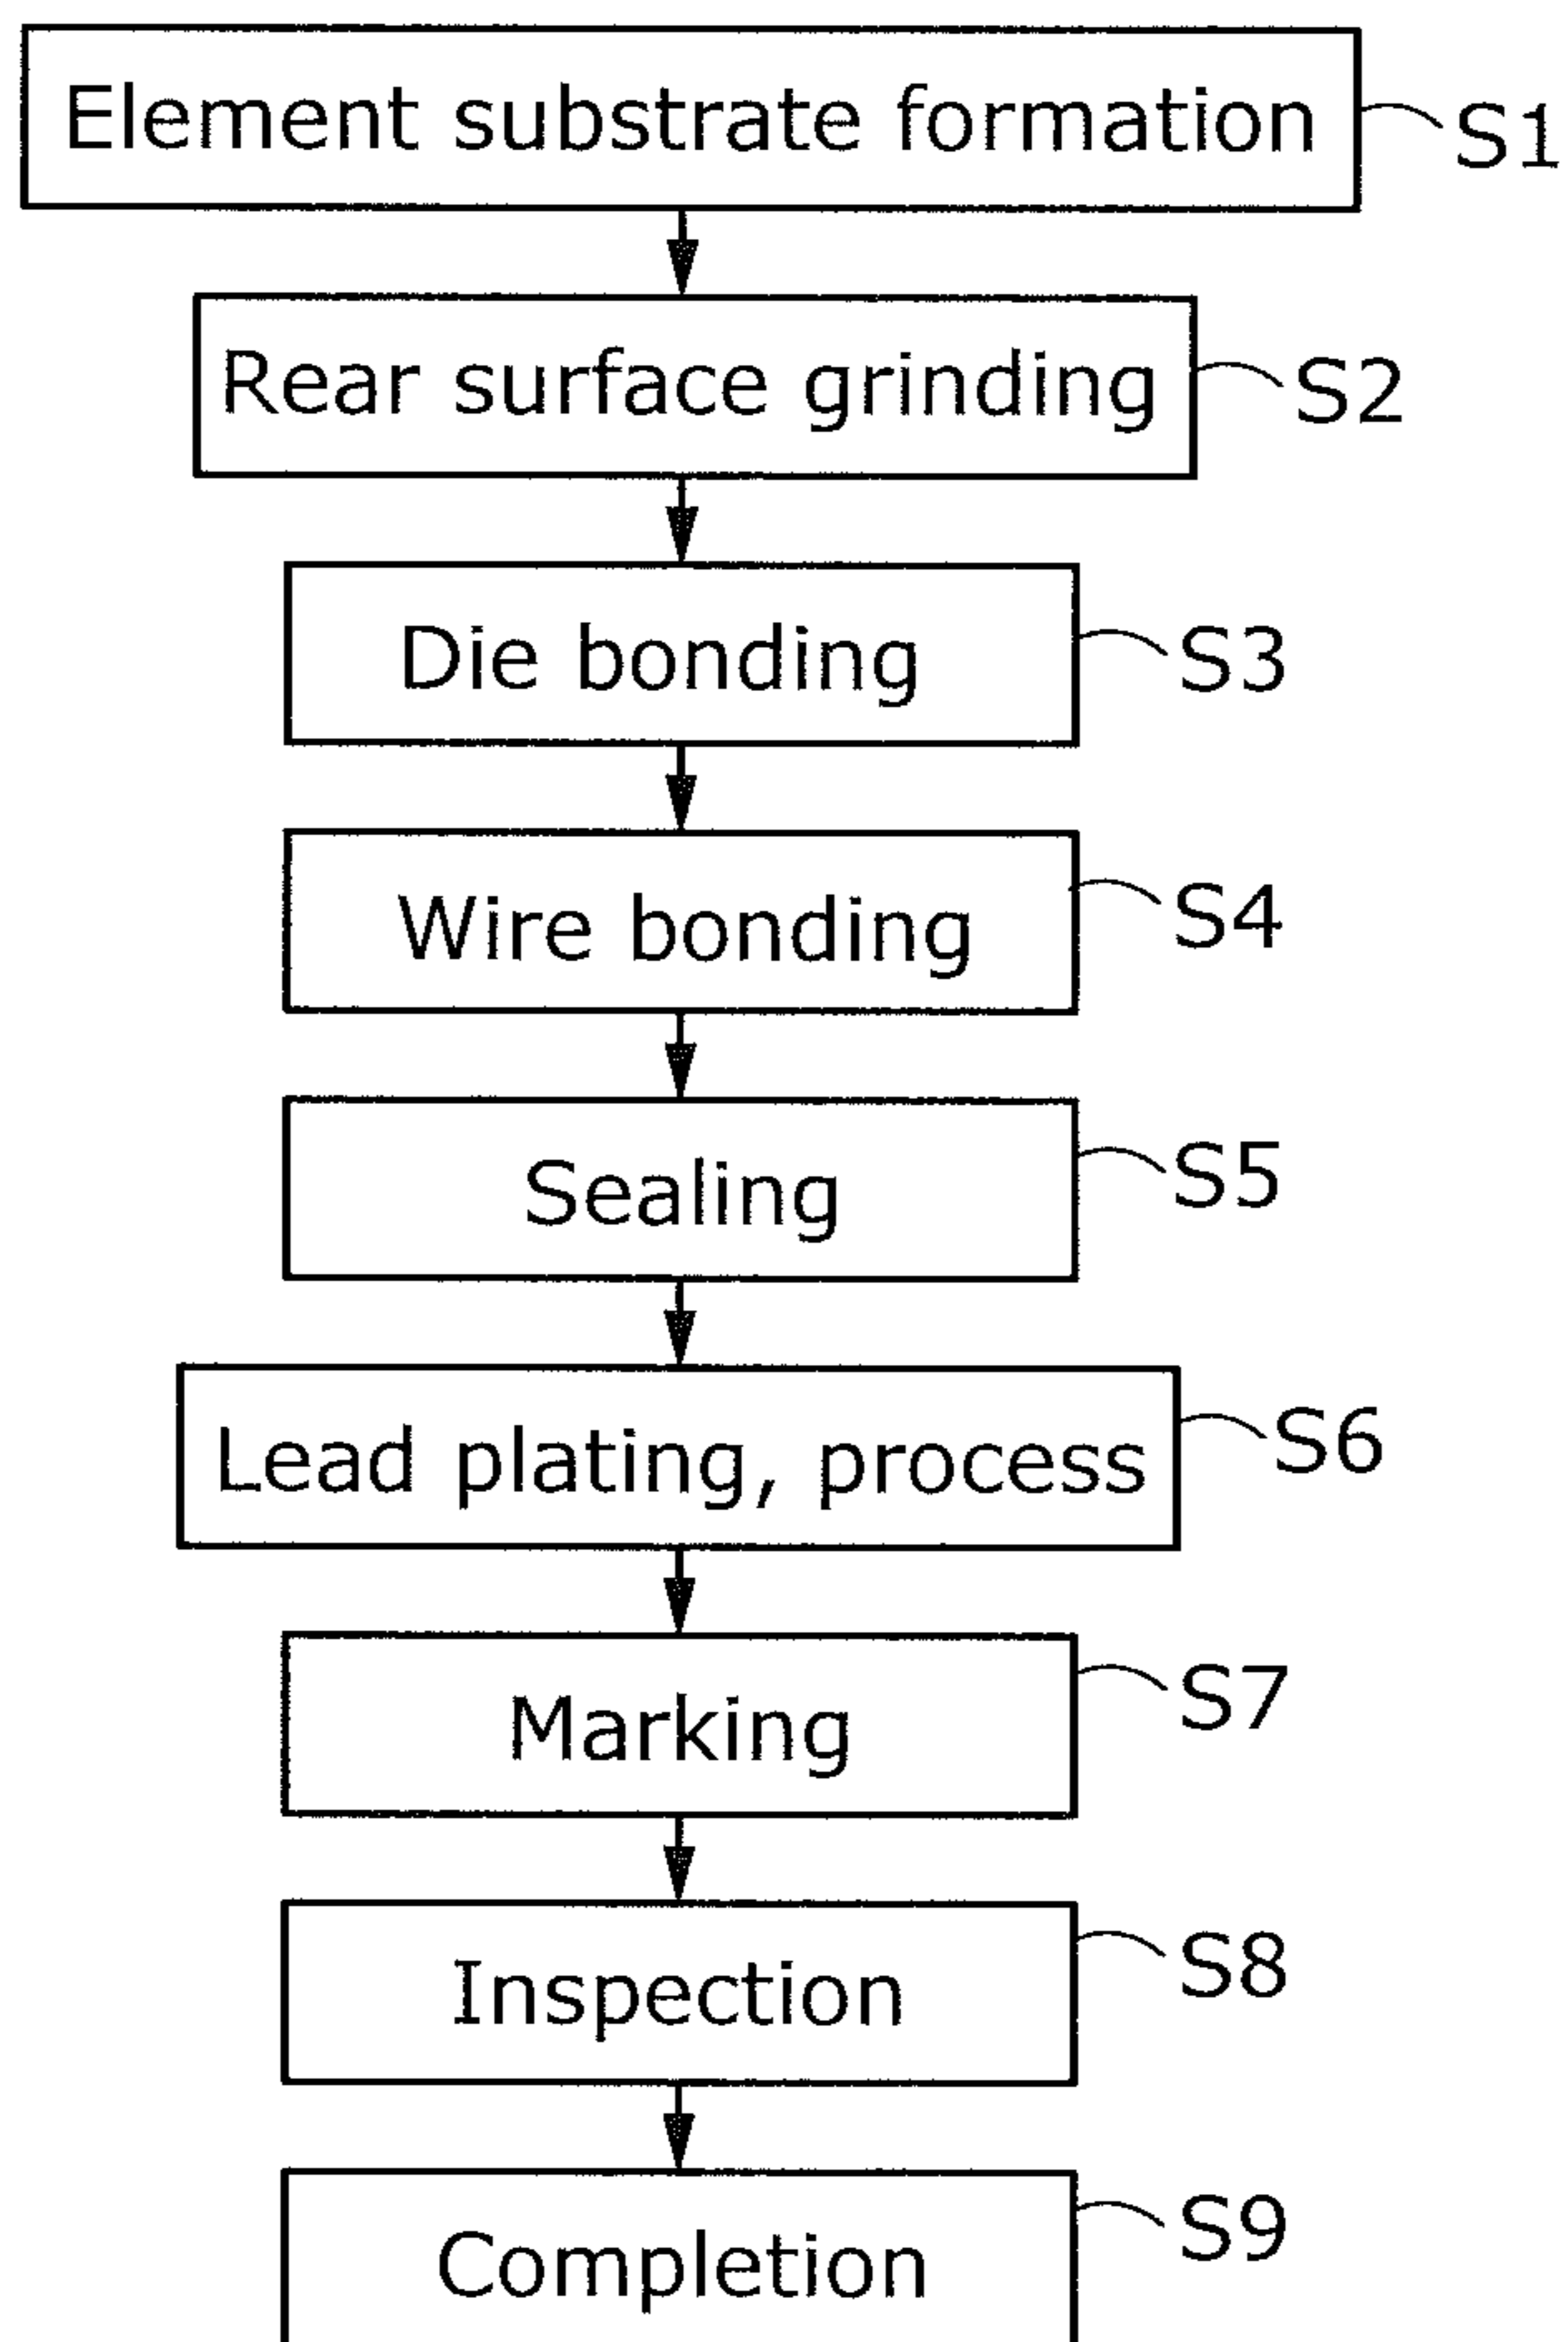 Element substrate formation S1
Rear surface grinding S2
Die bonding S3
Wire bonding S4
Sealing S5
Lead plating, process S6
Marking S7
Inspection S8
Completion S9